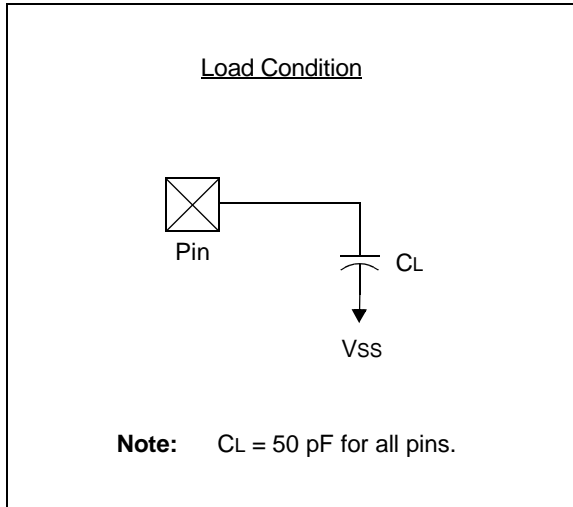 Load Condition
Pin
CL
VSS
Note: CL = 50 pF for all pins.